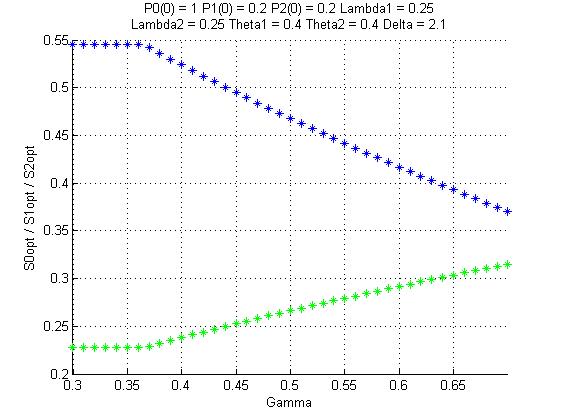 P0(0) = 1 P1(0) = 0.2 P2(0) = 0.2 Lambda1 = 0.25
Lambda2 = 0.25 Theta1 = 0.4 Theta2 = 0.4 Delta = 2.1
S0opt / S1opt / S2opt
0.55
0.5
0.45
0.4
0.35
0.3
0.25
0.2
0.3 0.35 0.4 0.45 0.5 0.55 0.6 0.65
Gamma